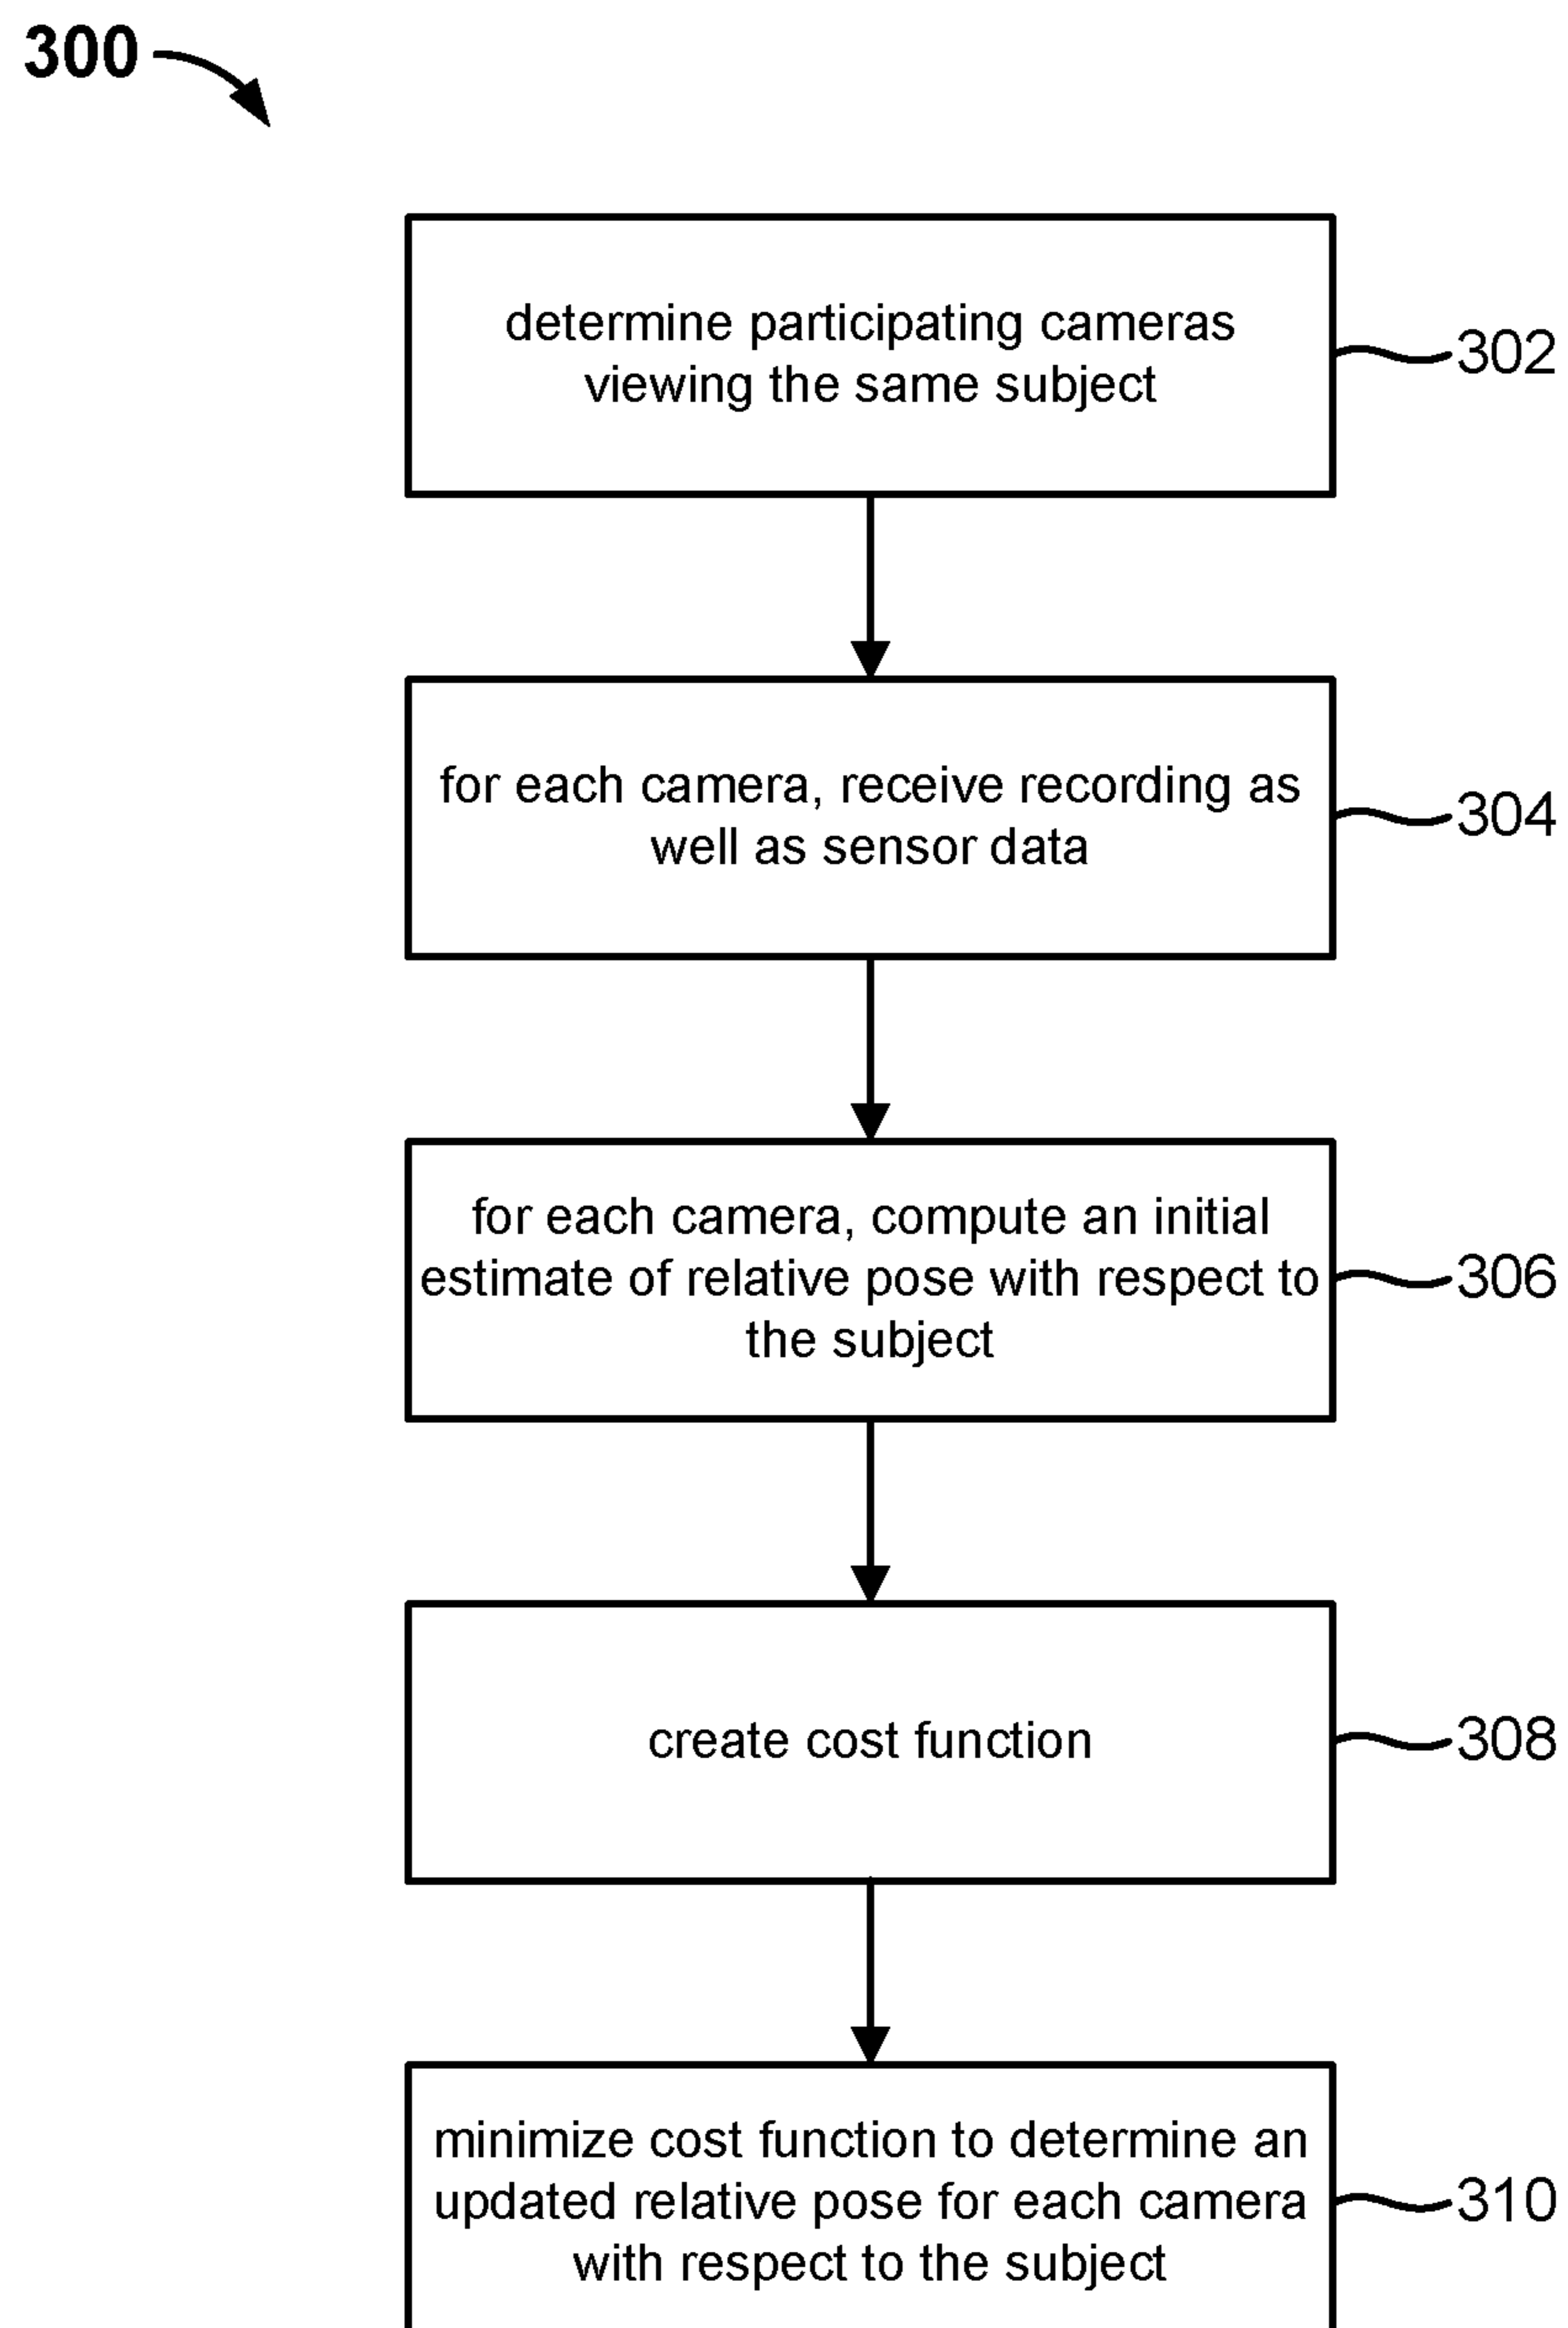 300
determine participating cameras
viewing the same subject
302
for each camera, receive recording as
well as sensor data
304
for each camera, compute an initial
estimate of relative pose with respect to
the subject
306
create cost function
308
minimize cost function to determine an
updated relative pose for each camera
with respect to the subject
310